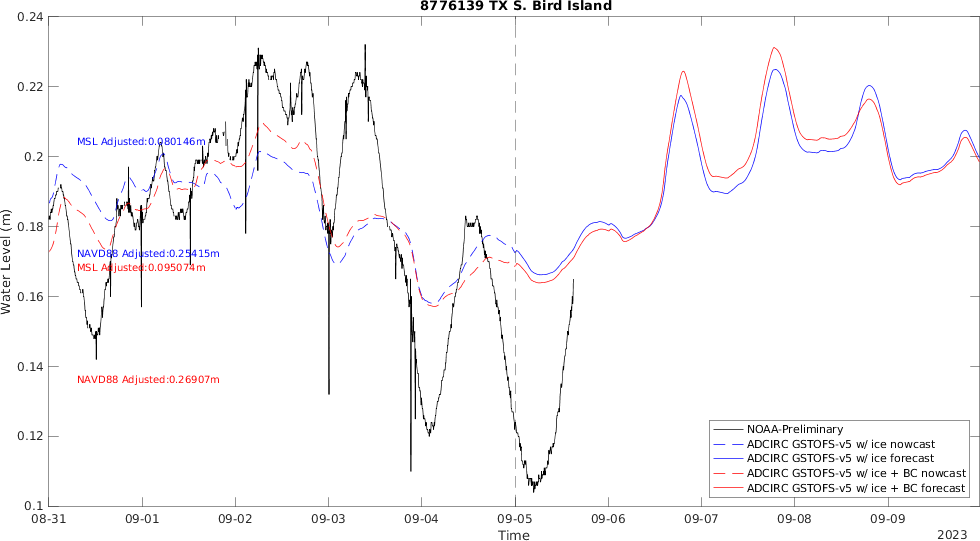 8776139 TX S. Bird Island
0.24
0.22
0.2
0.18
0.16
0.14
0.12
0.1
Water Level (m)
MSL Adjusted:0.080146m
NAVD88 Adjusted:0.25415m
MSL Adjusted:0.095074m
NAVD88 Adjusted:0.26907m
NOAA-Preliminary
ADCIRC GSTOFS-v5 w/ ice nowcast
ADCIRC GSTOFS-v5 w/ ice forecast
ADCIRC GSTOFS-v5 w/ ice + BC nowcast
ADCIRC GSTOFS-v5 w/ ice + BC forecast
08-31 09-01 09-02 09-03 09-04 09-05 09-06 09-07 09-08 09-09
Time
2023